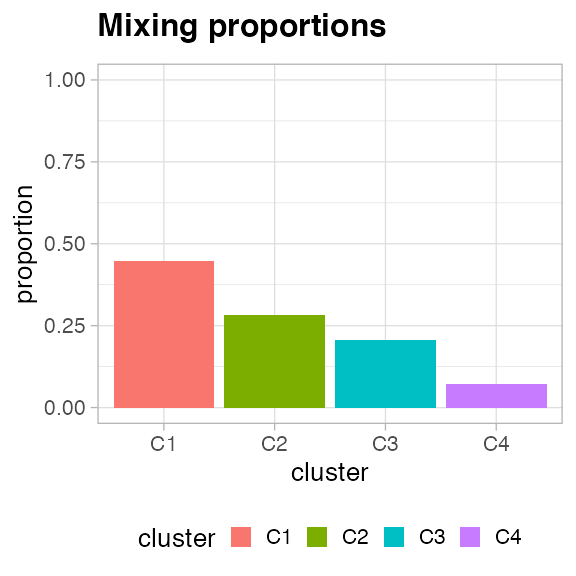 Mixing proportions
1.00
0.75
0.50
0.25
0.00
proportion
C1 C2 C3 C4
cluster
cluster C1 C2 C3 C4